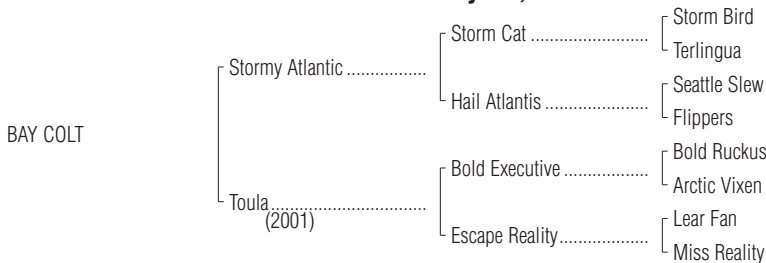 Storm Bird
Storm Cat ........................
Terlingua
Stormy Atlantic .................
Seattle Slew
Hail Atlantis ......................
Flippers
BAY COLT
Bold Ruckus
Bold Executive ..................
Arctic Vixen
Toula.................................
(2001)
Lear Fan
Escape Reality...................
Miss Reality